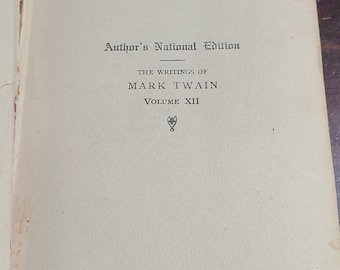 Author's National Edition
THE WRITINGS OF
MARK TWAIN
VOLUME XII